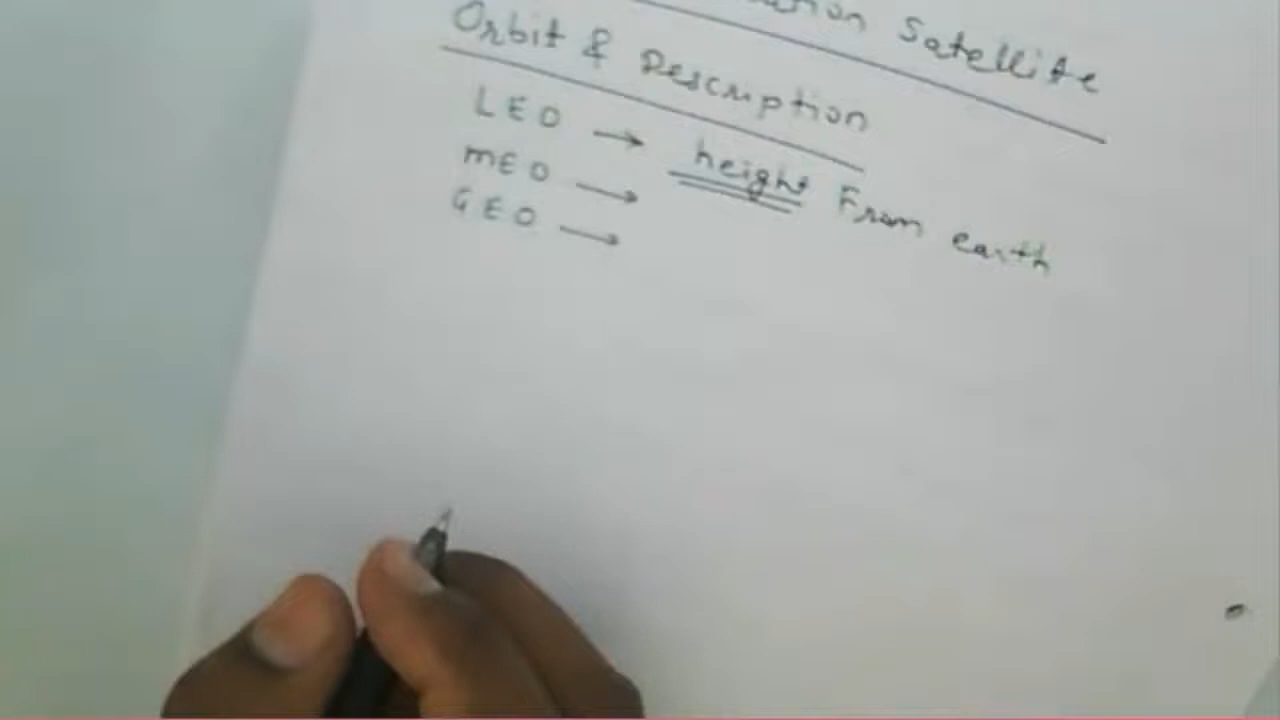 Satellite
Orbit & Description
LEO → height From earth
MEO →
GEO →